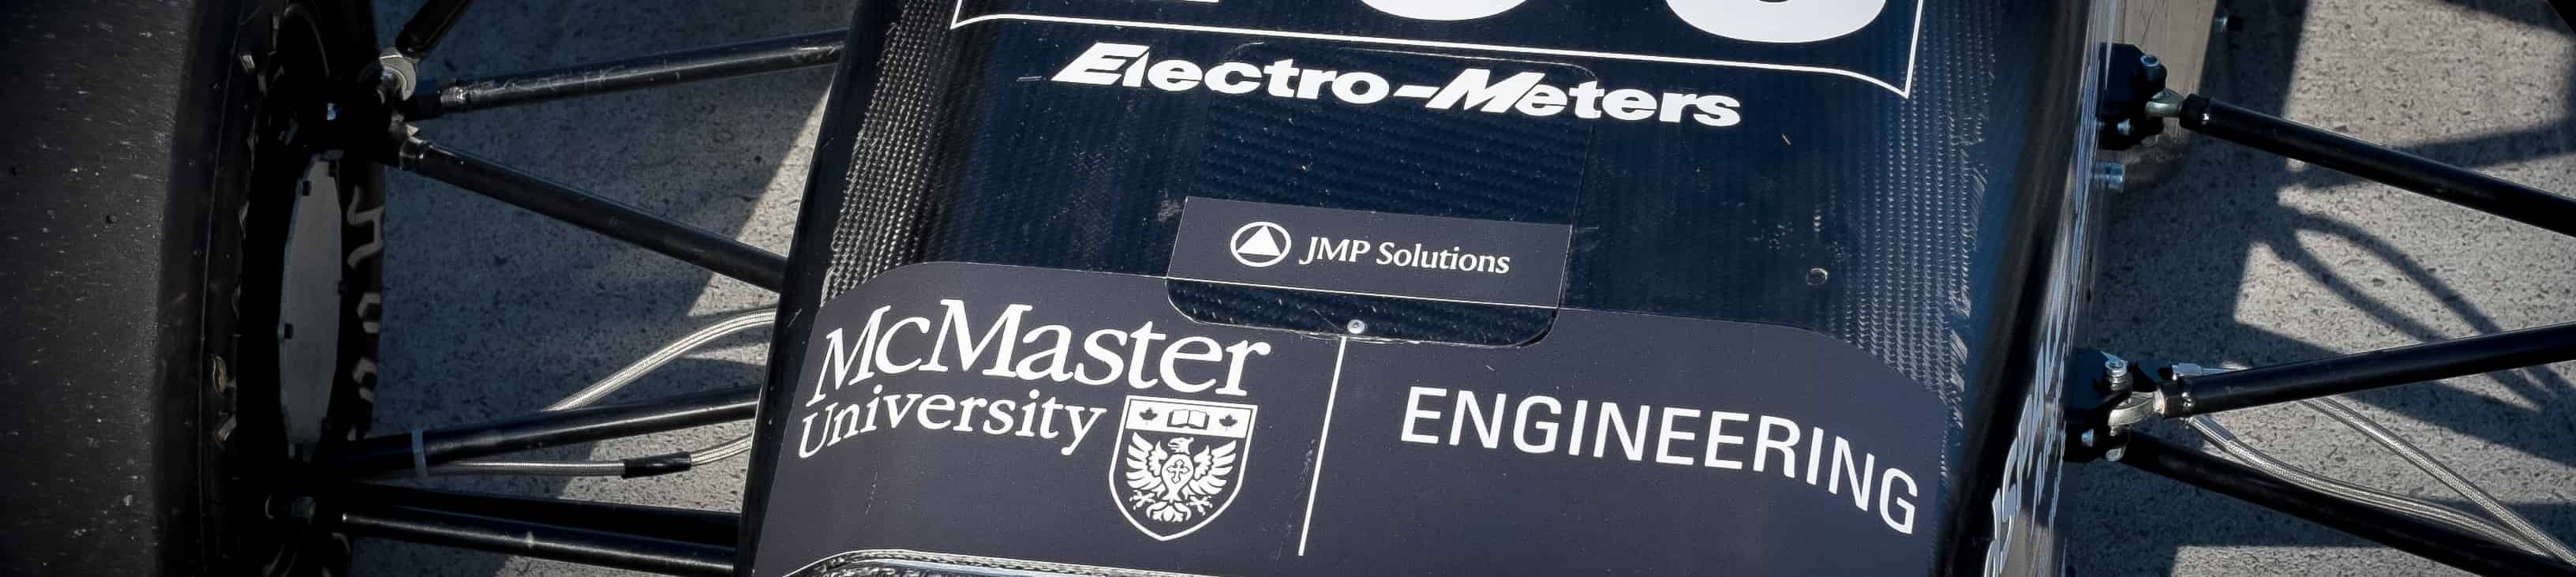 Electro-Meters
JMP Solutions
McMaster
University
ENGINEERING